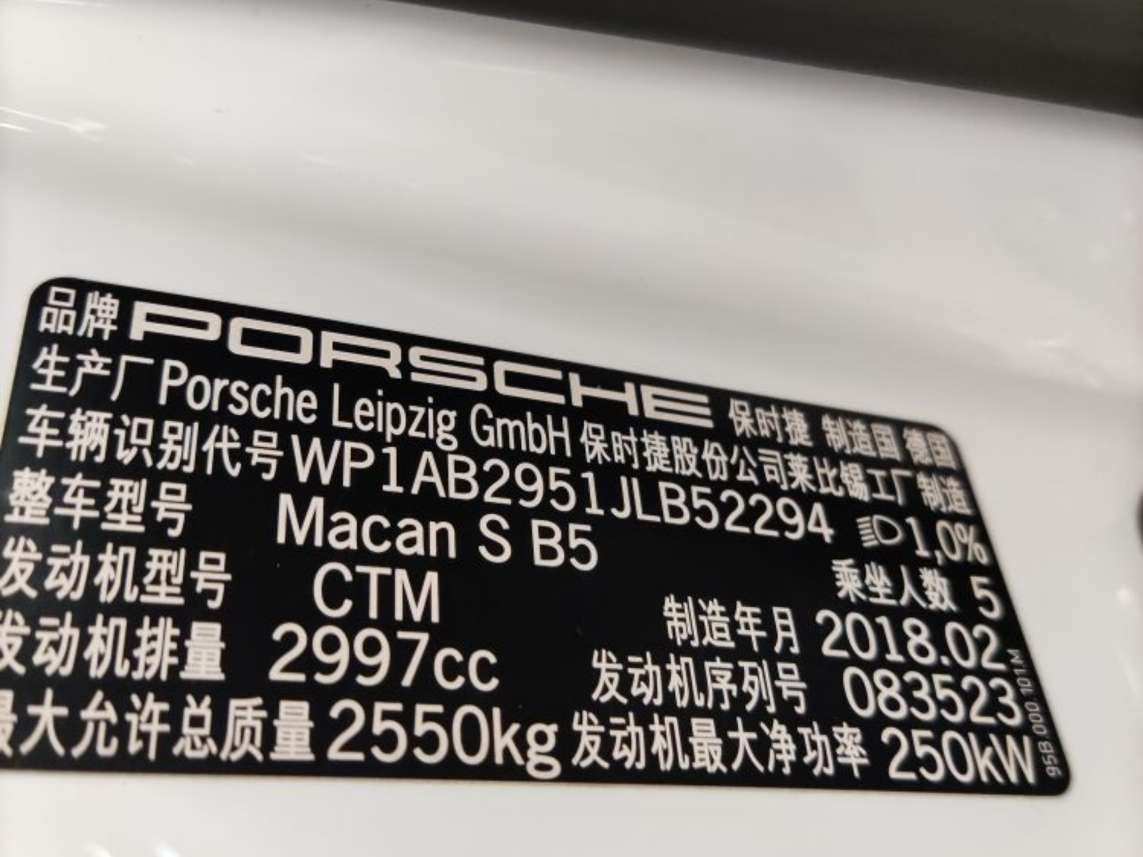 品牌 PORSCHE 保时捷 制造国 德国
生产厂 Porsche Leipzig GmbH 保时捷股份公司莱比锡工厂制造
车辆识别代号 WP1AB2951JLB52294 1,0%
整车型号 Macan S B5 乘坐人数 5
发动机型号 CTM 制造年月 2018.02
发动机排量 2997cc 发动机序列号 083523
最大允许总质量 2550kg 发动机最大净功率 250kW
95B 000 101.M